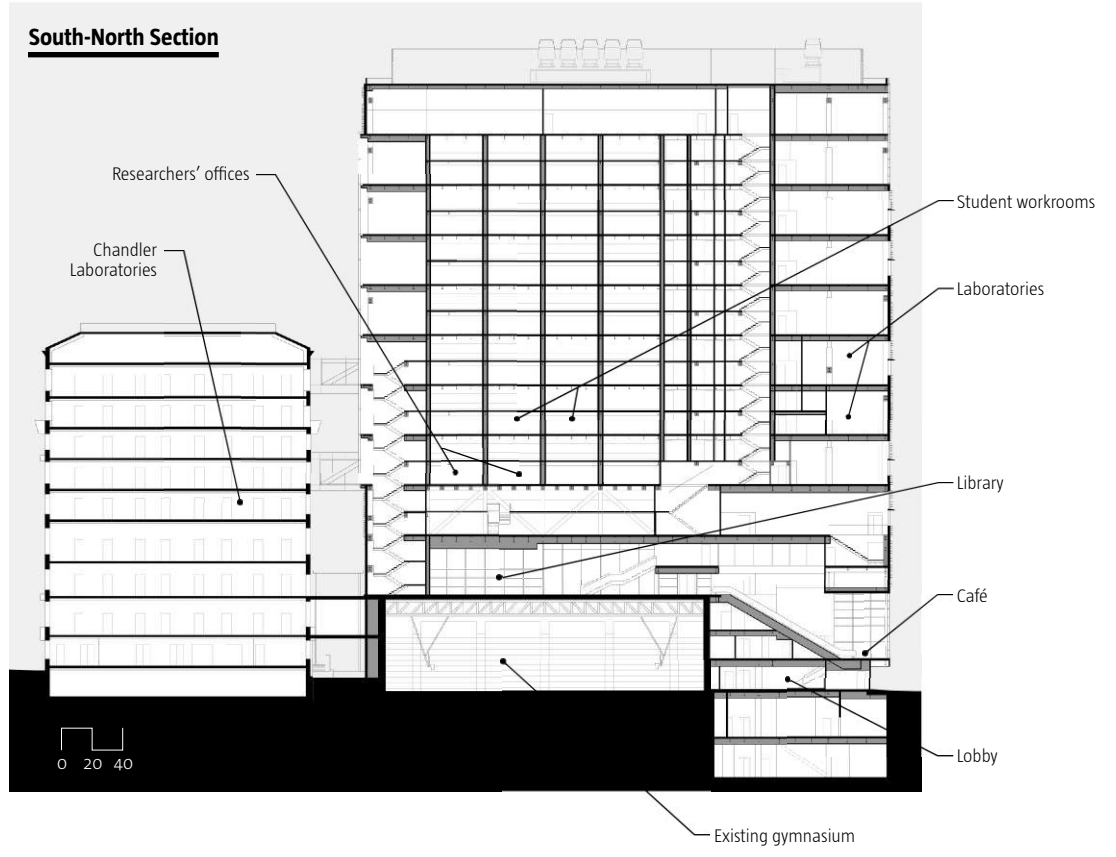 South-North Section
Researchers’ offices
Chandler
Laboratories
Student workrooms
Laboratories
Library
Café
Lobby
Existing gymnasium
0 20 40